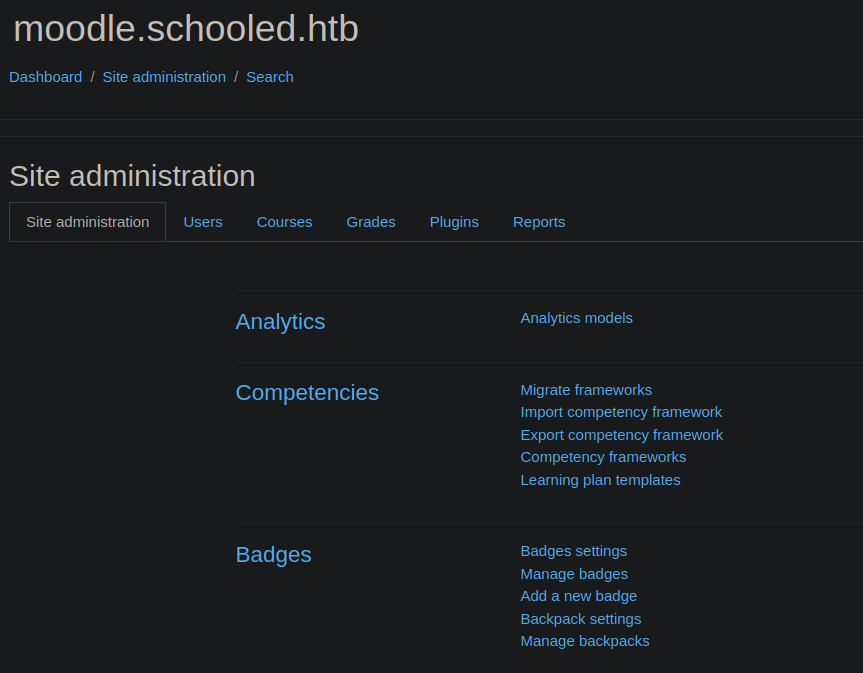 moodle.schooled.htb
Dashboard / Site administration / Search
Site administration
Site administration Users Courses Grades Plugins Reports
Analytics
Analytics models
Competencies
Migrate frameworks
Import competency framework
Export competency framework
Competency frameworks
Learning plan templates
Badges
Badges settings
Manage badges
Add a new badge
Backpack settings
Manage backpacks